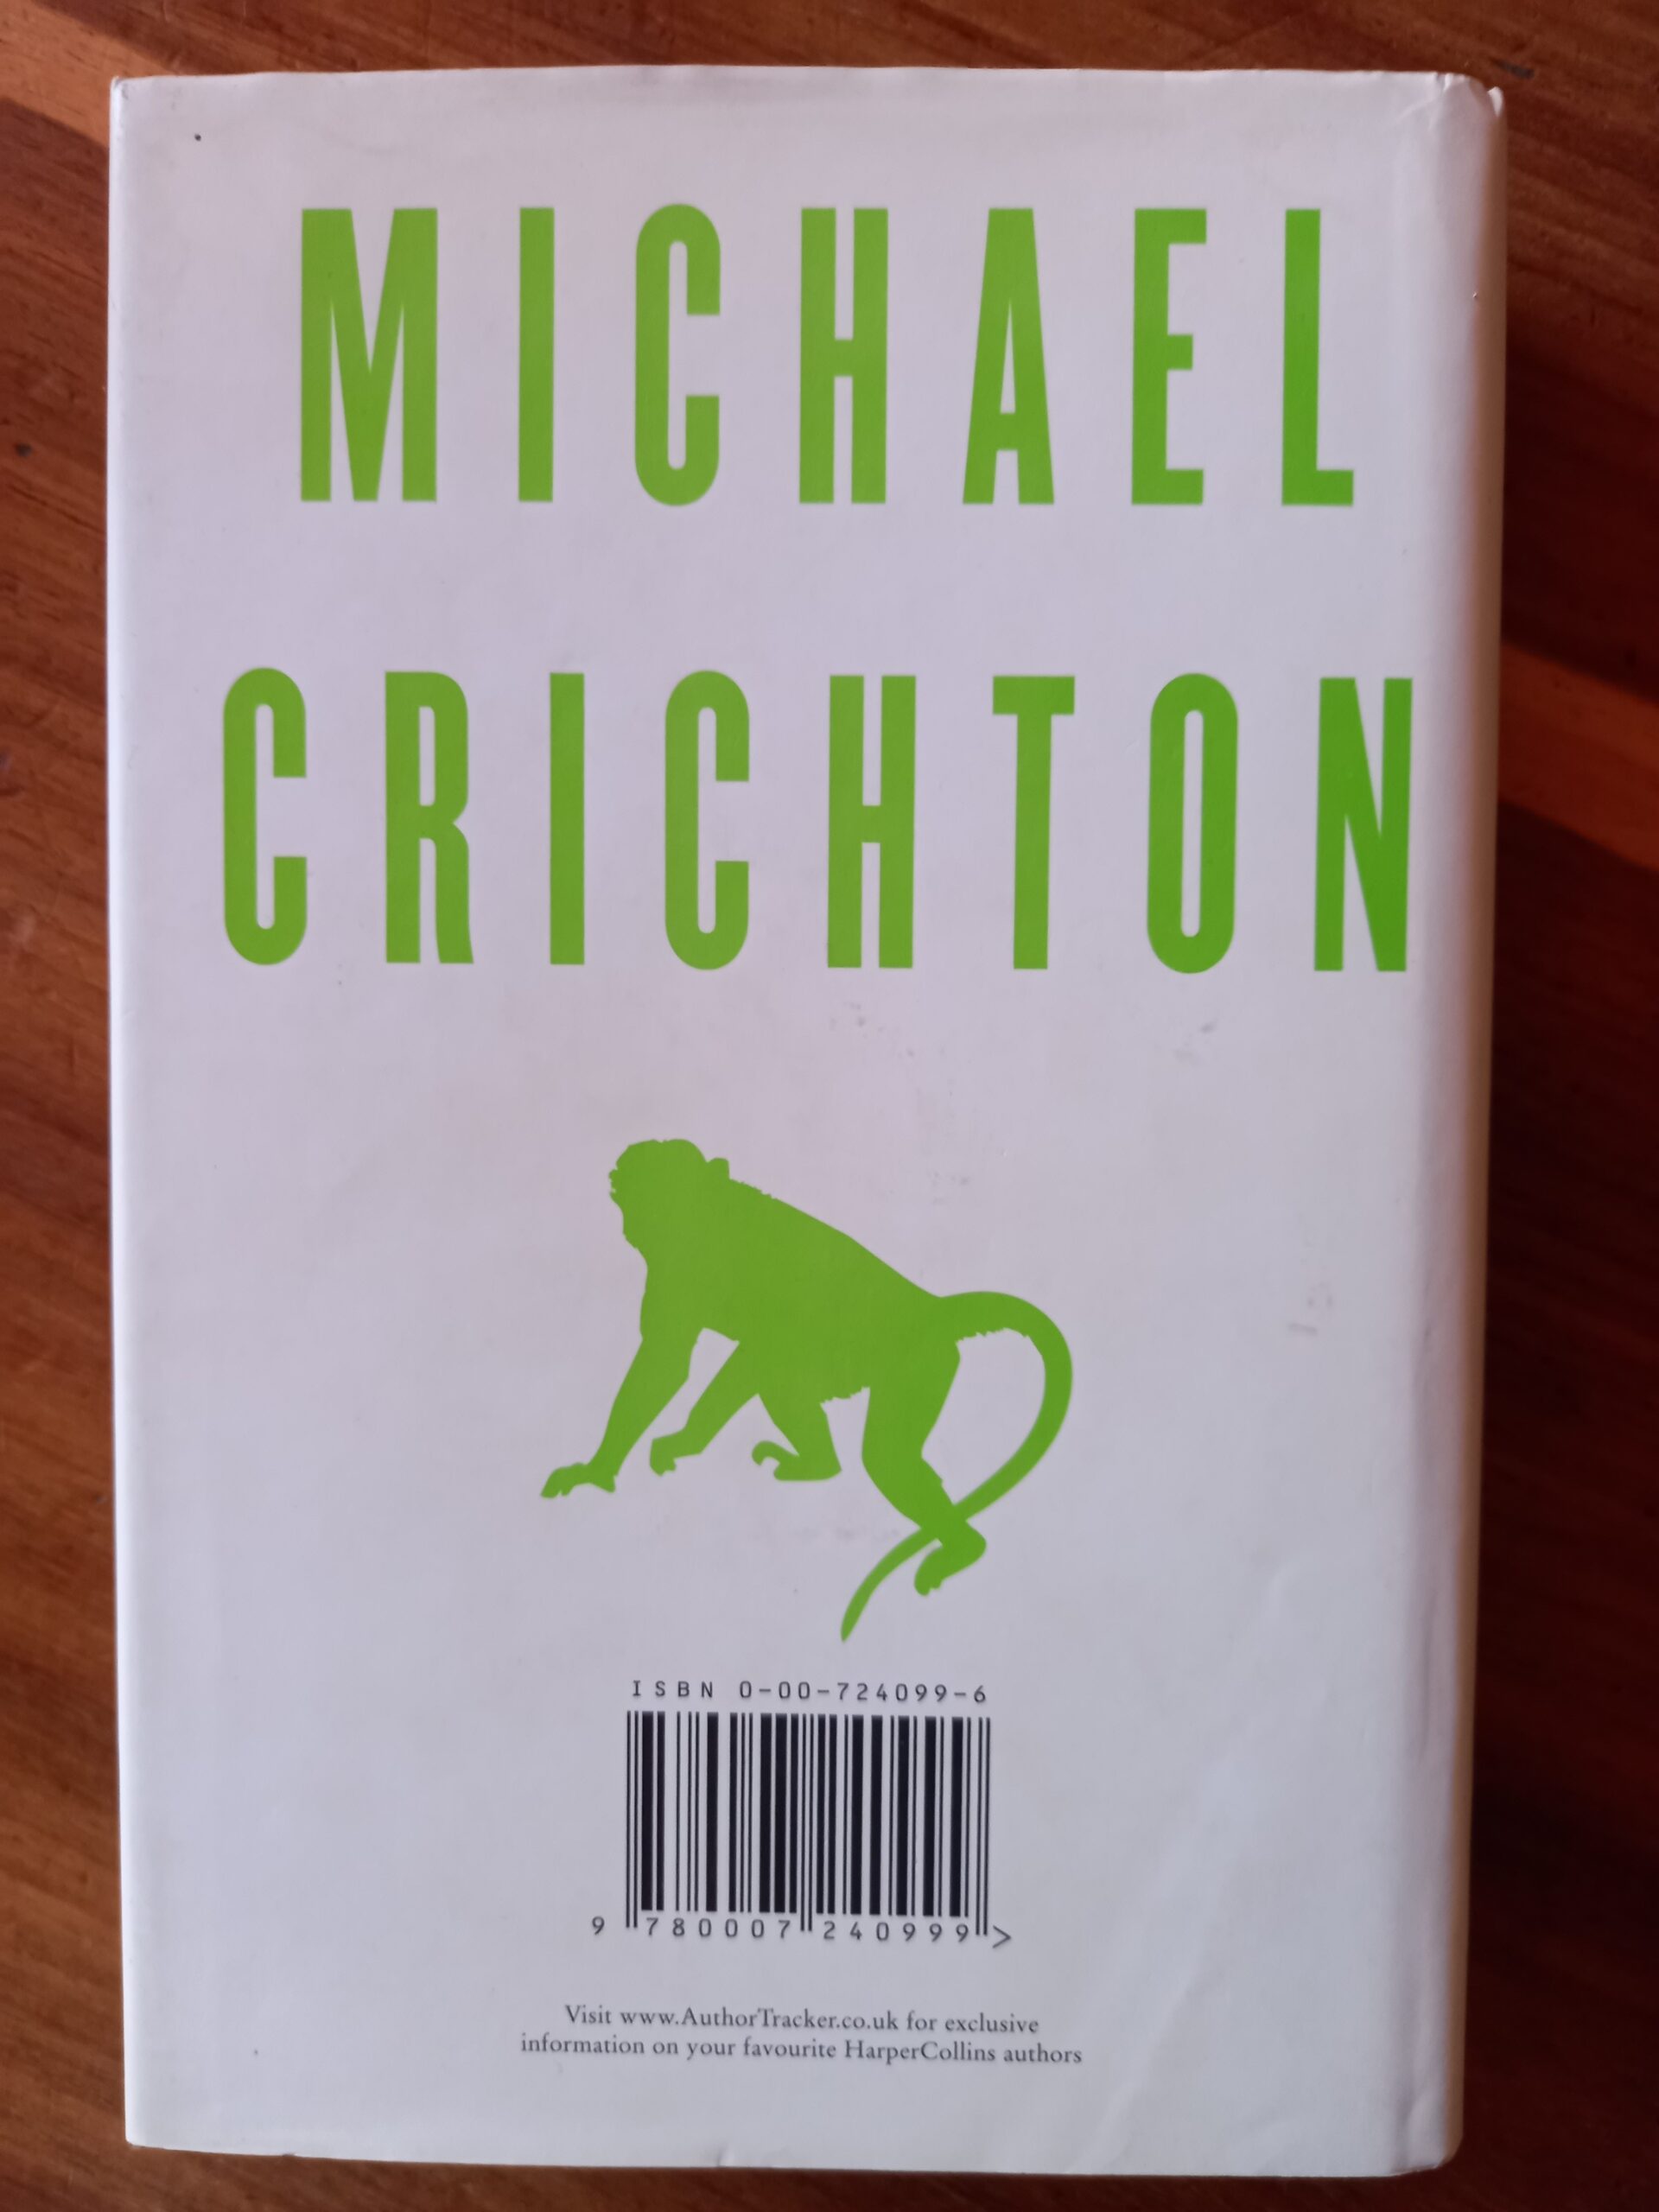 MICHAEL
CRICHTON
ISBN 0-00-724099-6
9 780007 240999 >
Visit www.AuthorTracker.co.uk for exclusive
information on your favourite HarperCollins authors